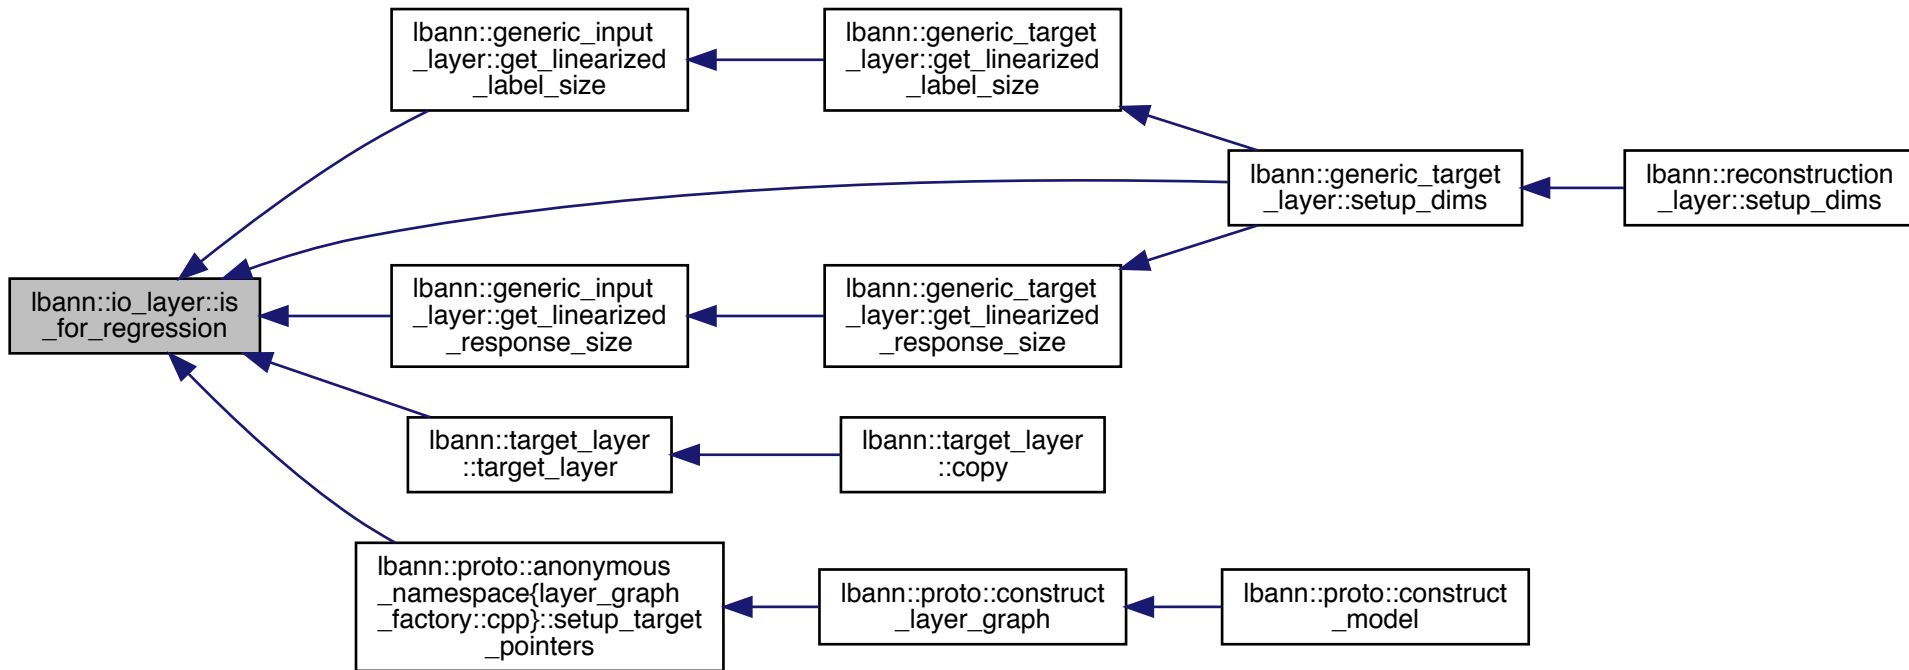 lbann::generic_input
_layer::get_linearized
_label_size
lbann::generic_target
_layer::get_linearized
_label_size
lbann::generic_target
_layer::setup_dims
lbann::reconstruction
_layer::setup_dims
lbann::io_layer::is
_for_regression
lbann::generic_input
_layer::get_linearized
_response_size
lbann::generic_target
_layer::get_linearized
_response_size
lbann::target_layer
::target_layer
lbann::target_layer
::copy
lbann::proto::anonymous
_namespace{layer_graph
_factory::cpp}::setup_target
_pointers
lbann::proto::construct
_layer_graph
lbann::proto::construct
_model